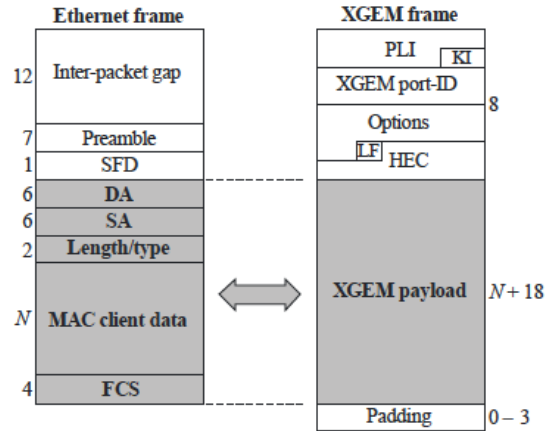 Ethernet frame
12 Inter-packet gap
7 Preamble
1 SFD
6 DA
6 SA
2 Length/type
N MAC client data
4 FCS
XGEM frame
PLI
KI
XGEM port-ID
8
Options
LF
HEC
XGEM payload N + 18
Padding 0 – 3